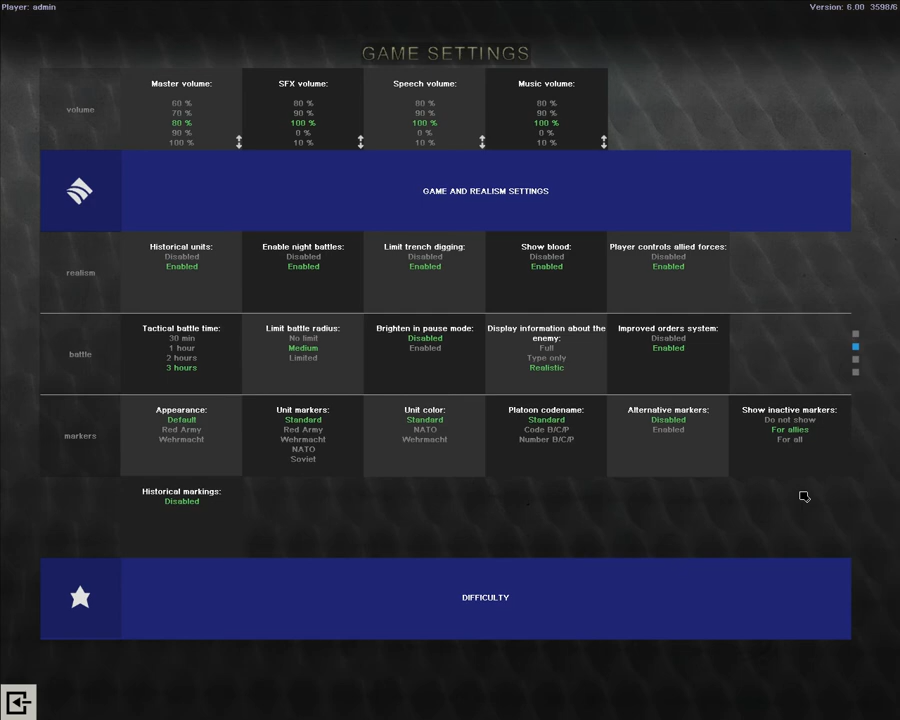 Player: admin
Version: 6.00 3598/6
GAME SETTINGS
volume
Master volume:
60 %
70 %
80 %
90 %
100 %
SFX volume:
80 %
90 %
100 %
0 %
10 %
Speech volume:
80 %
90 %
100 %
0 %
10 %
Music volume:
80 %
90 %
100 %
0 %
10 %
GAME AND REALISM SETTINGS
realism
Historical units:
Disabled
Enabled
Enable night battles:
Disabled
Enabled
Limit trench digging:
Disabled
Enabled
Show blood:
Disabled
Enabled
Player controls allied forces:
Disabled
Enabled
battle
Tactical battle time:
30 min
1 hour
2 hours
3 hours
Limit battle radius:
No limit
Medium
Limited
Brighten in pause mode:
Disabled
Enabled
Display information about the
enemy:
Full
Type only
Realistic
Improved orders system:
Disabled
Enabled
markers
Appearance:
Default
Red Army
Wehrmacht
Unit markers:
Standard
Red Army
Wehrmacht
NATO
Soviet
Unit color:
Standard
NATO
Wehrmacht
Platoon codename:
Standard
Code B/C/P
Number B/C/P
Alternative markers:
Disabled
Enabled
Show inactive markers:
Do not show
For allies
For all
Historical markings:
Disabled
DIFFICULTY